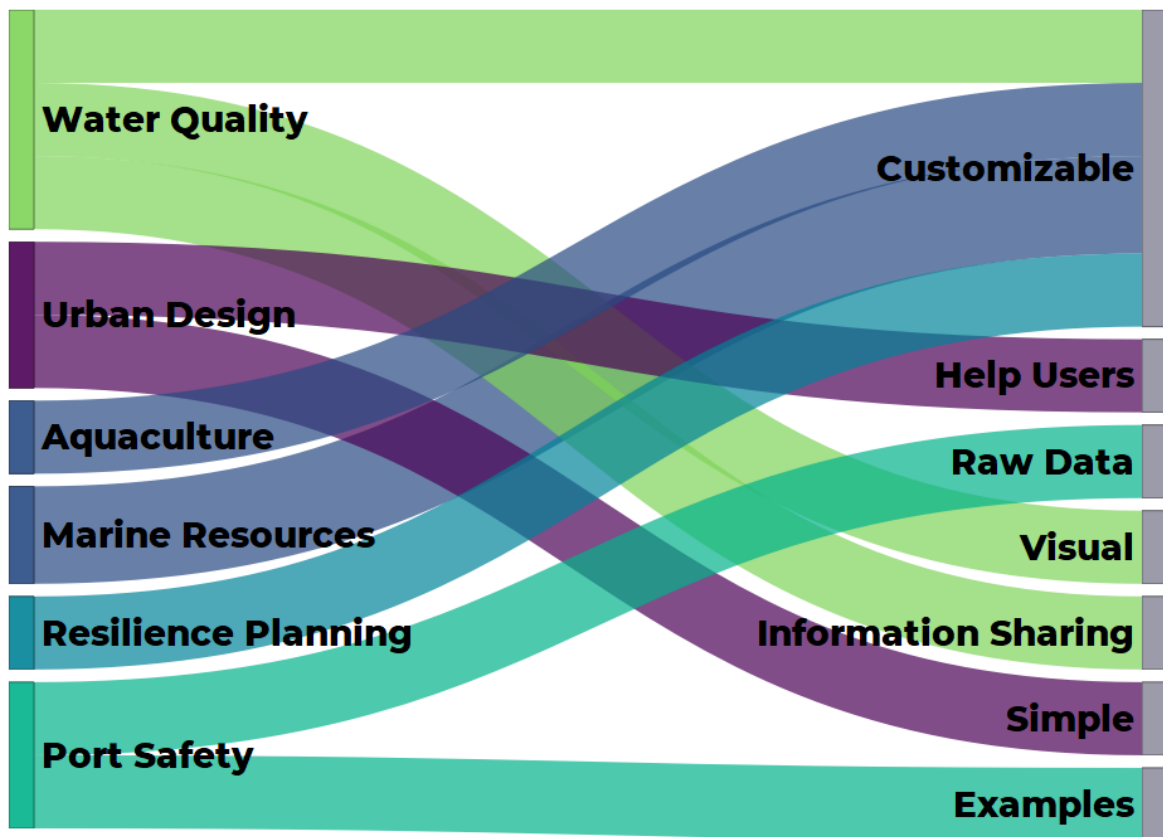 Water Quality
Urban Design
Aquaculture
Marine Resources
Resilience Planning
Port Safety
Customizable
Help Users
Raw Data
Visual
Information Sharing
Simple
Examples